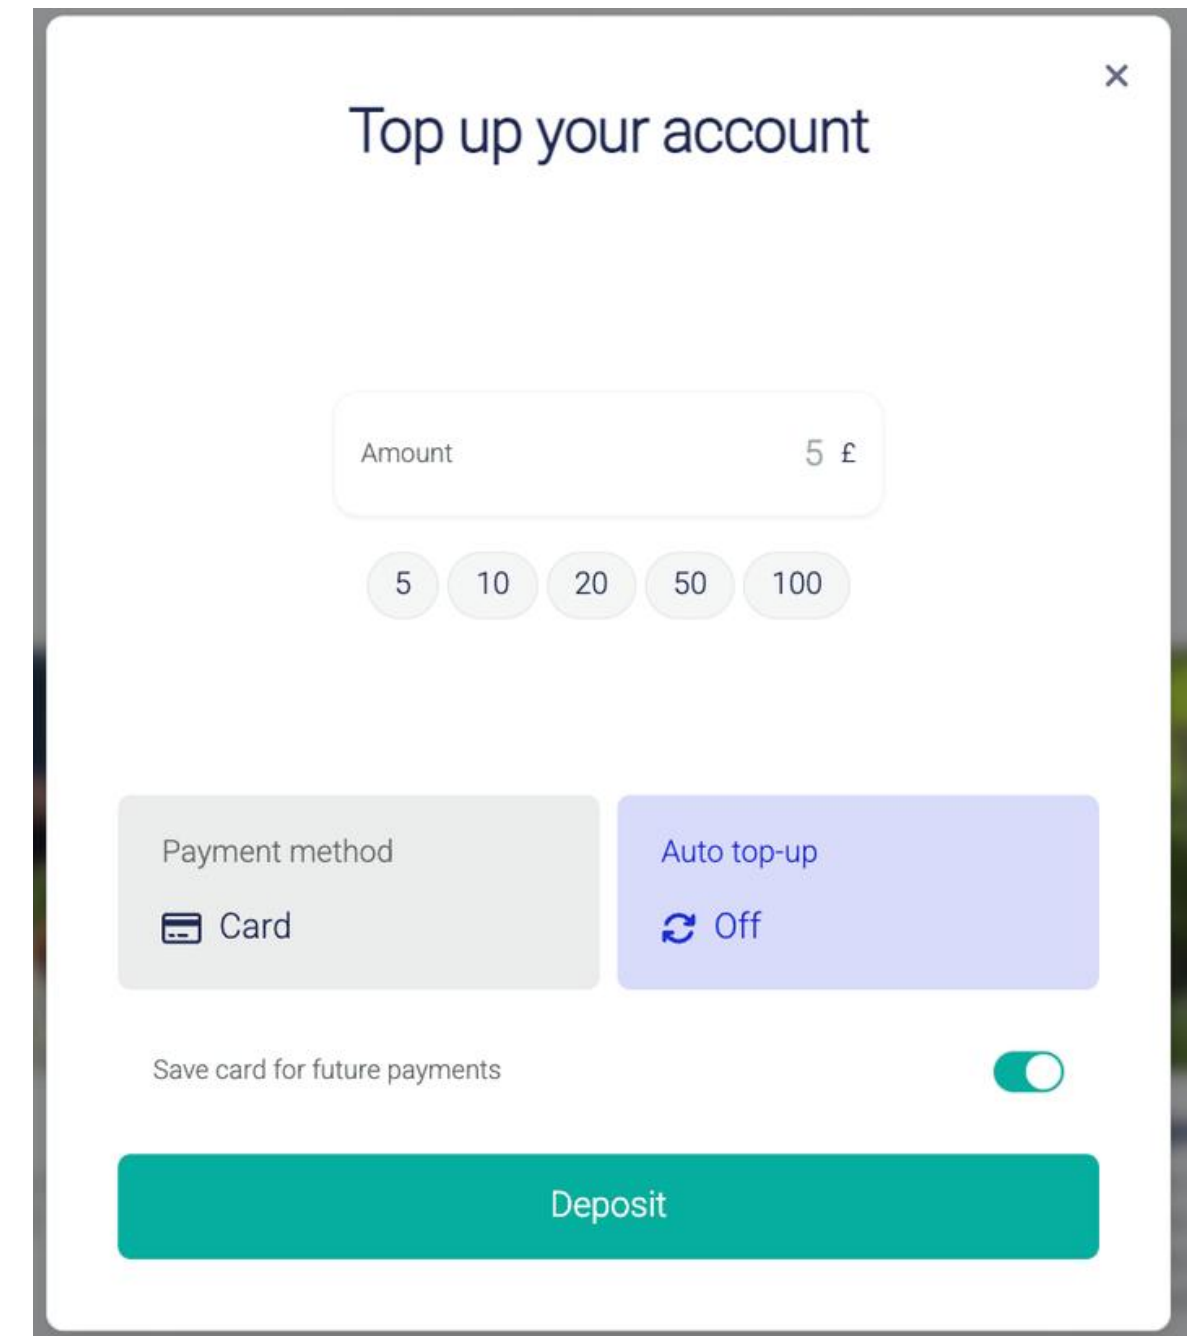 Top up your account
Amount 5 £
5 10 20 50 100
Payment method
Card
Auto top-up
Off
Save card for future payments
Deposit